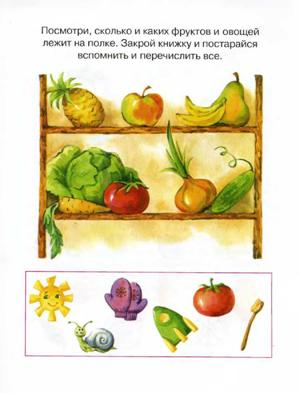 Посмотри, сколько и каких фруктов и овощей
лежит на полке. Закрой книжку и постарайся
вспомнить и перечислить все.